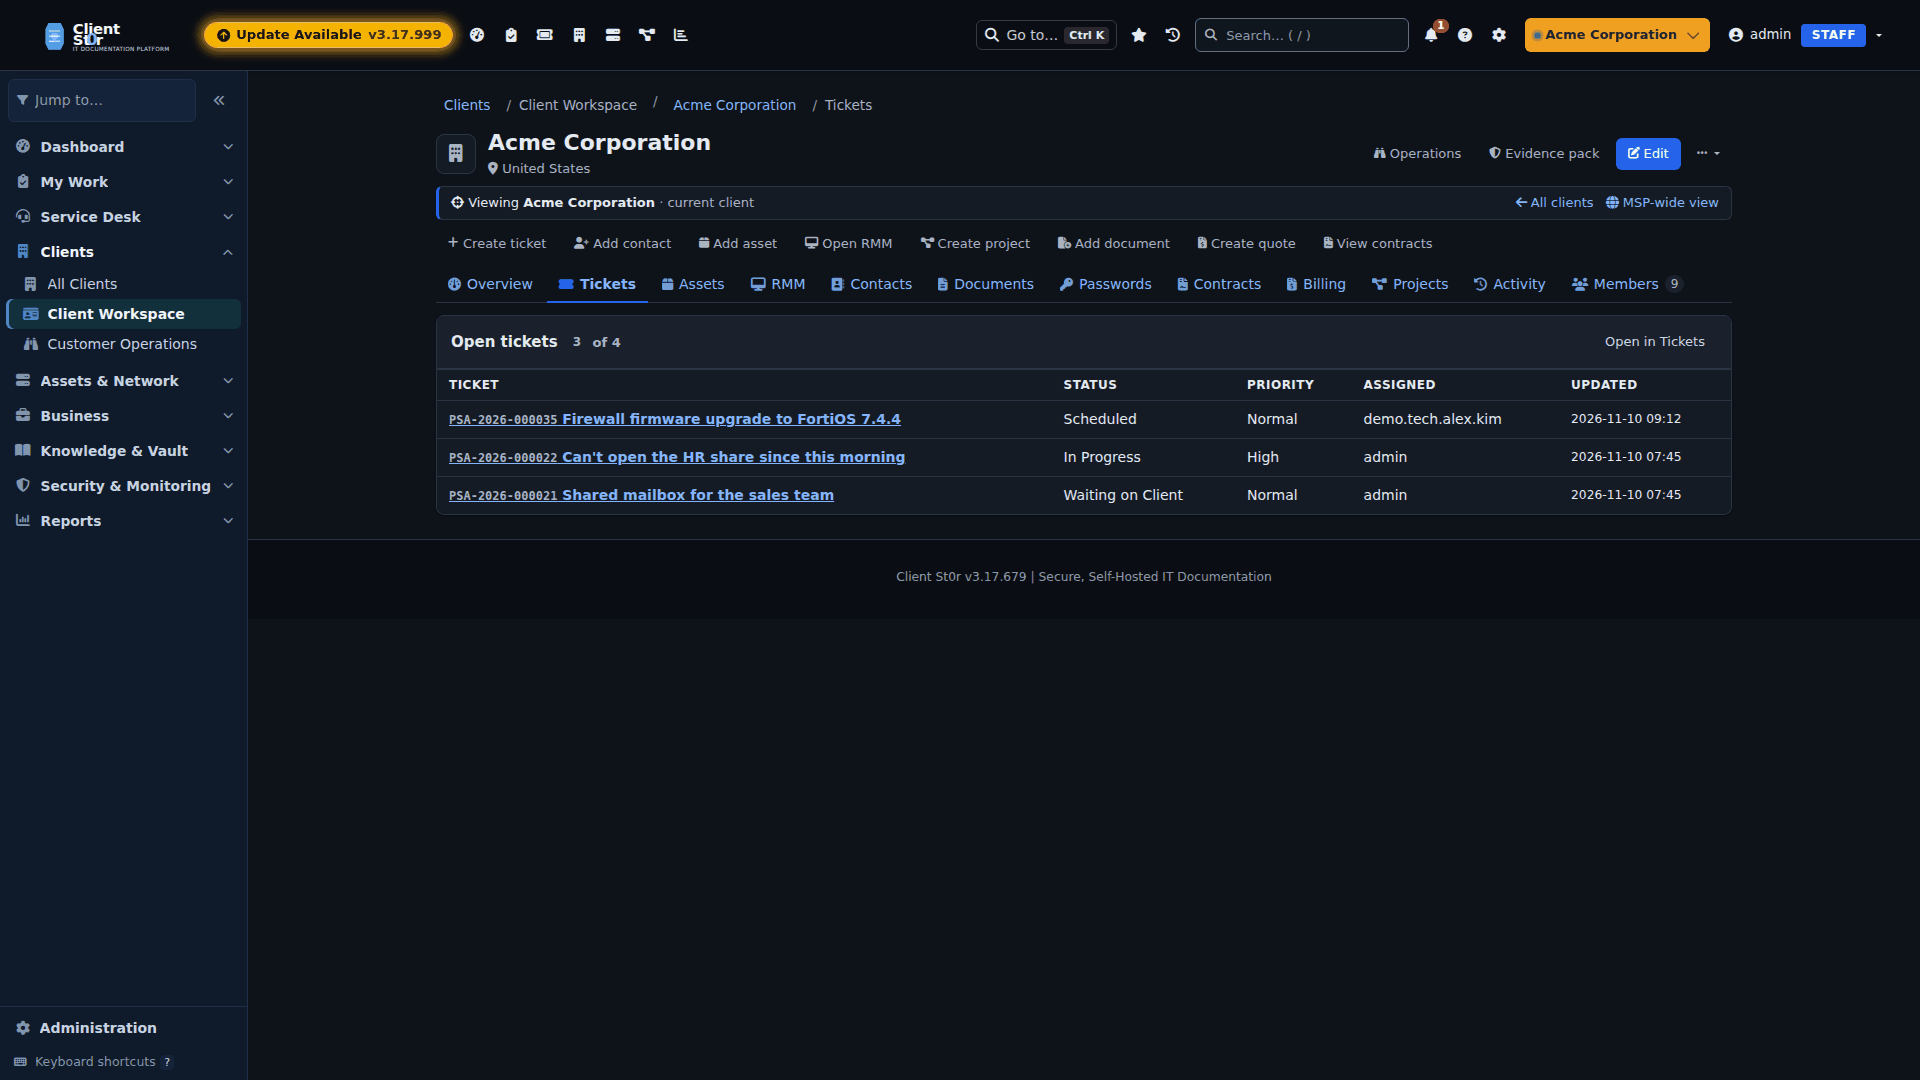 Client
St0r
IT DOCUMENTATION PLATFORM
Update Available v3.17.999
Go to... Ctrl K
Search... ( / )
1
Acme Corporation
admin STAFF
Jump to...
Dashboard
My Work
Service Desk
Clients
All Clients
Client Workspace
Customer Operations
Assets & Network
Business
Knowledge & Vault
Security & Monitoring
Reports
Administration
Keyboard shortcuts ?
Clients / Client Workspace / Acme Corporation / Tickets
Acme Corporation
United States
Operations Evidence pack Edit
Viewing Acme Corporation · current client
All clients MSP-wide view
Create ticket Add contact Add asset Open RMM Create project Add document Create quote View contracts
Overview Tickets Assets RMM Contacts Documents Passwords Contracts Billing Projects Activity Members 9
Open tickets 3 of 4
Open in Tickets
TICKET STATUS PRIORITY ASSIGNED UPDATED
PSA-2026-000035 Firewall firmware upgrade to FortiOS 7.4.4 Scheduled Normal demo.tech.alex.kim 2026-11-10 09:12
PSA-2026-000022 Can't open the HR share since this morning In Progress High admin 2026-11-10 07:45
PSA-2026-000021 Shared mailbox for the sales team Waiting on Client Normal admin 2026-11-10 07:45
Client St0r v3.17.679 | Secure, Self-Hosted IT Documentation